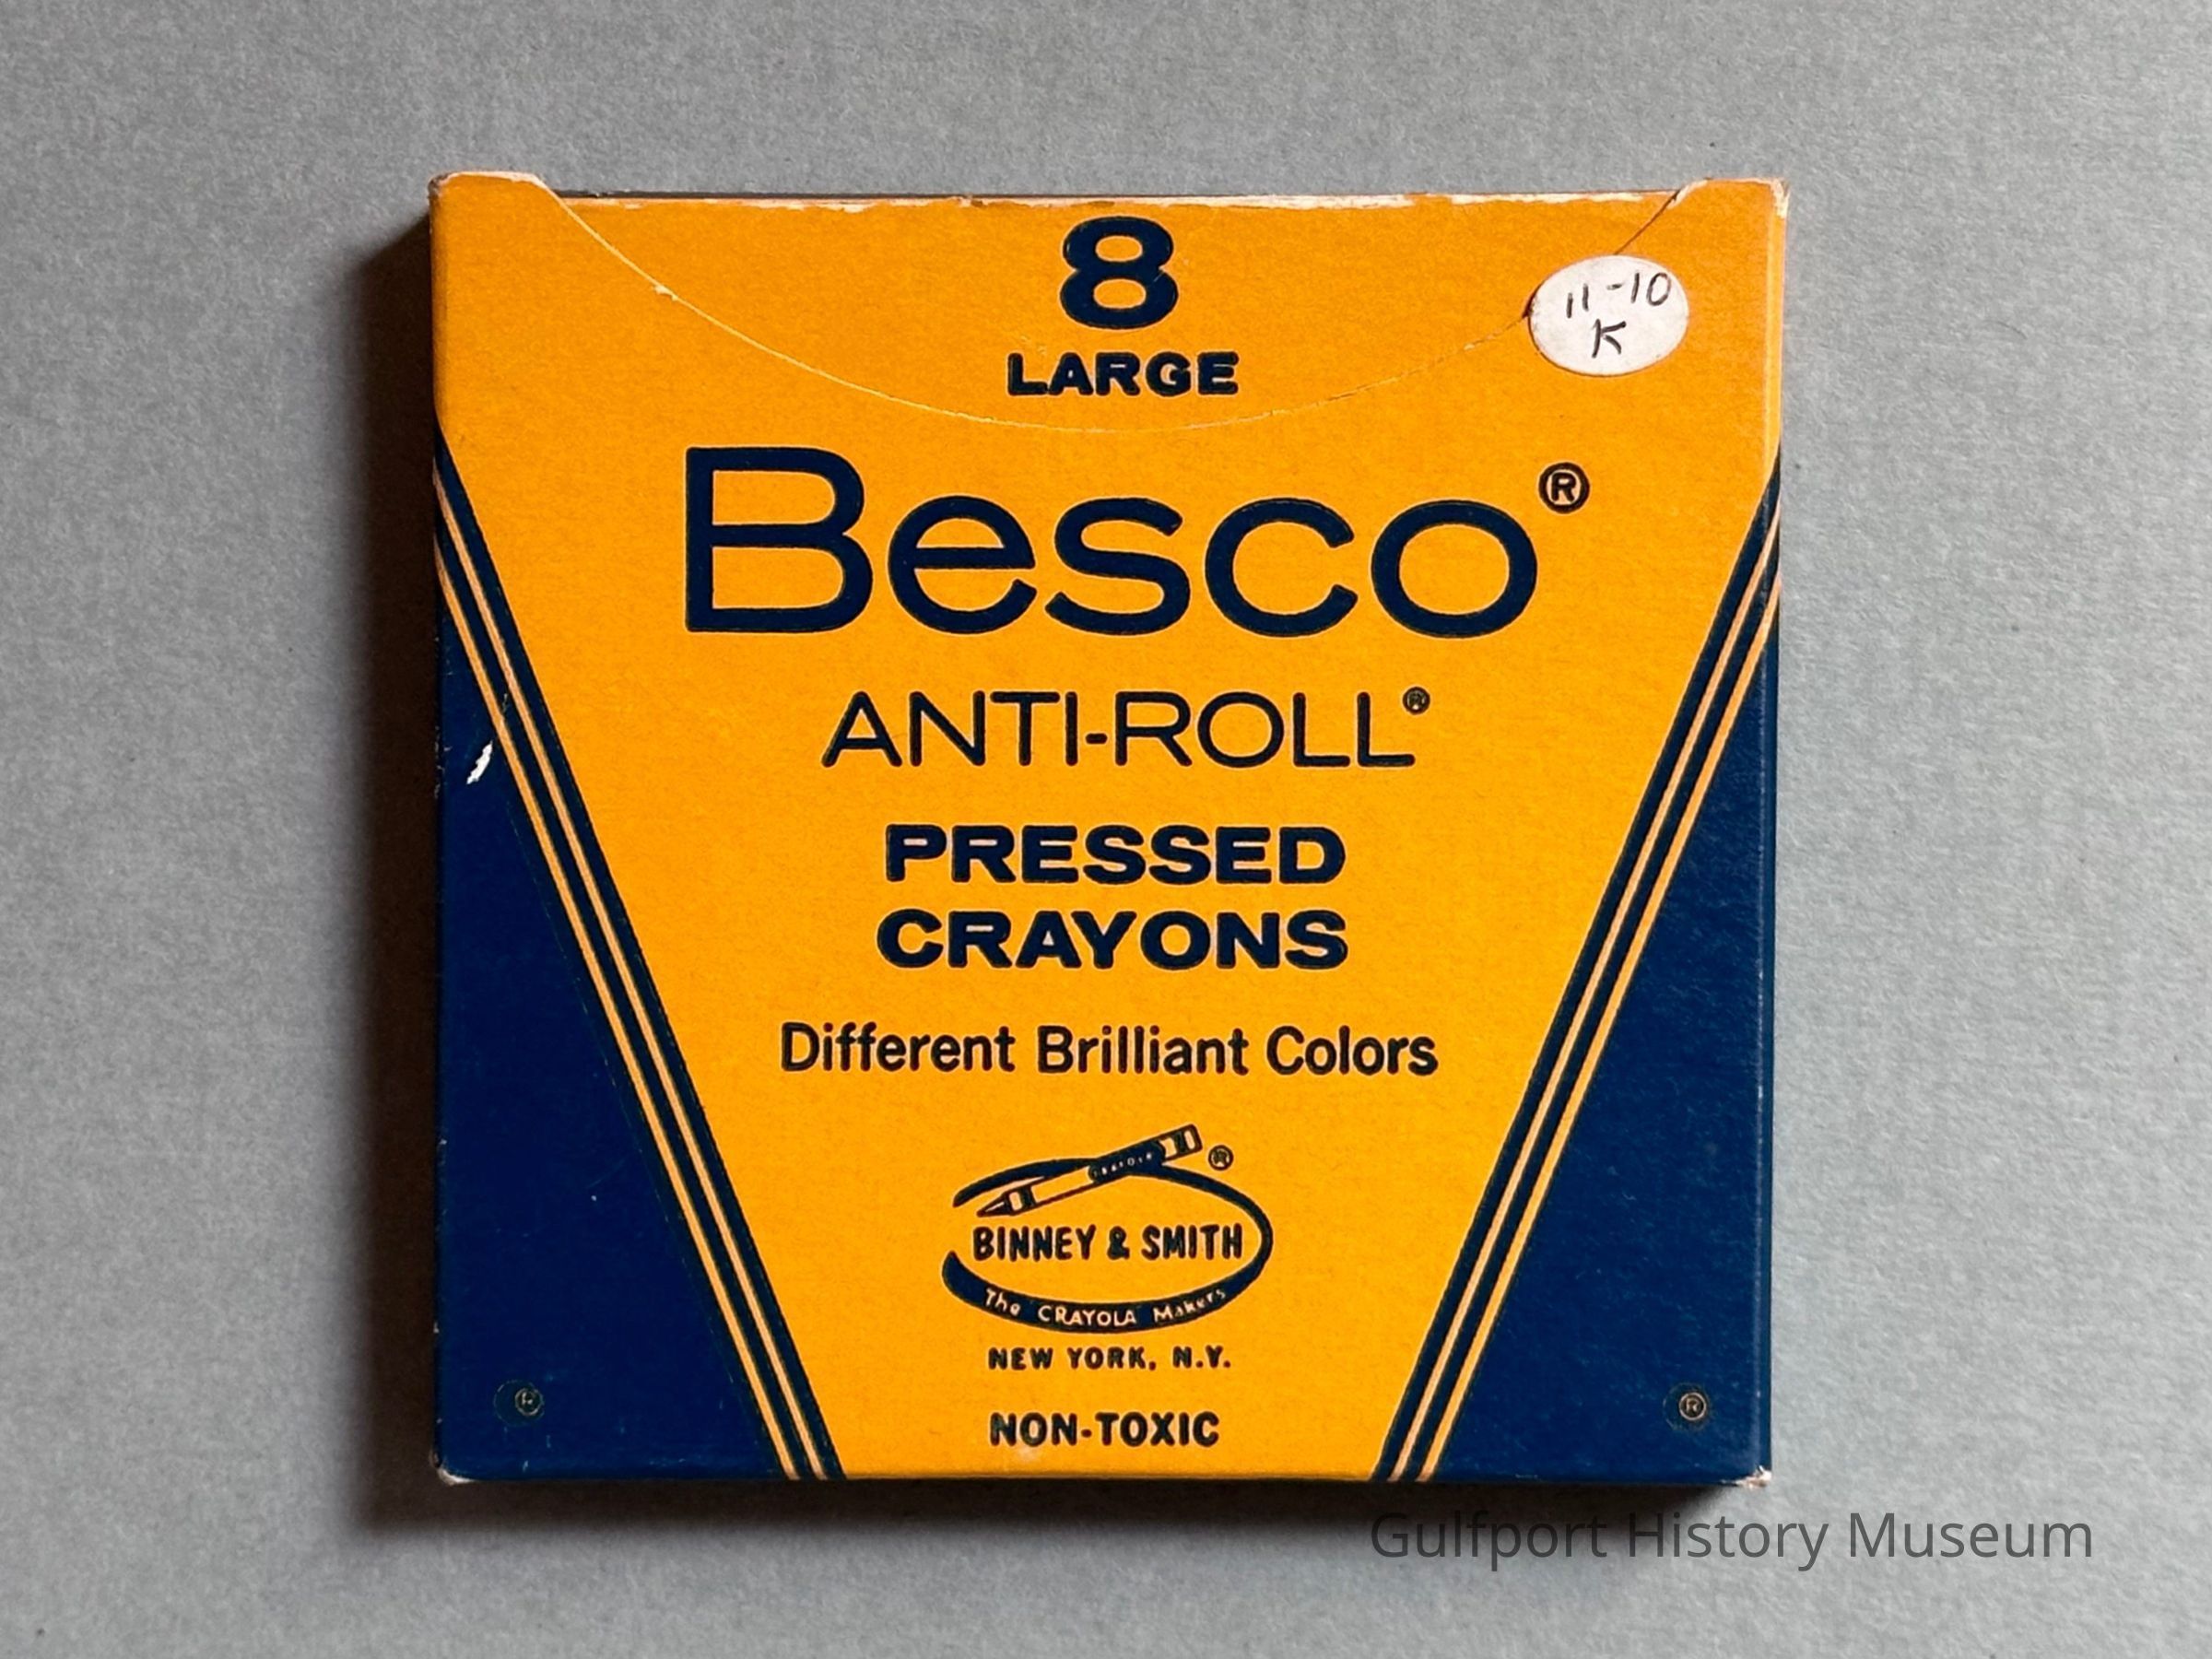 8
LARGE
11-10
K
Besco®
ANTI-ROLL®
PRESSED
CRAYONS
Different Brilliant Colors
®
BINNEY & SMITH
The CRAYOLA Makers
NEW YORK, N.Y.
NON-TOXIC
®
®
Gulfport History Museum